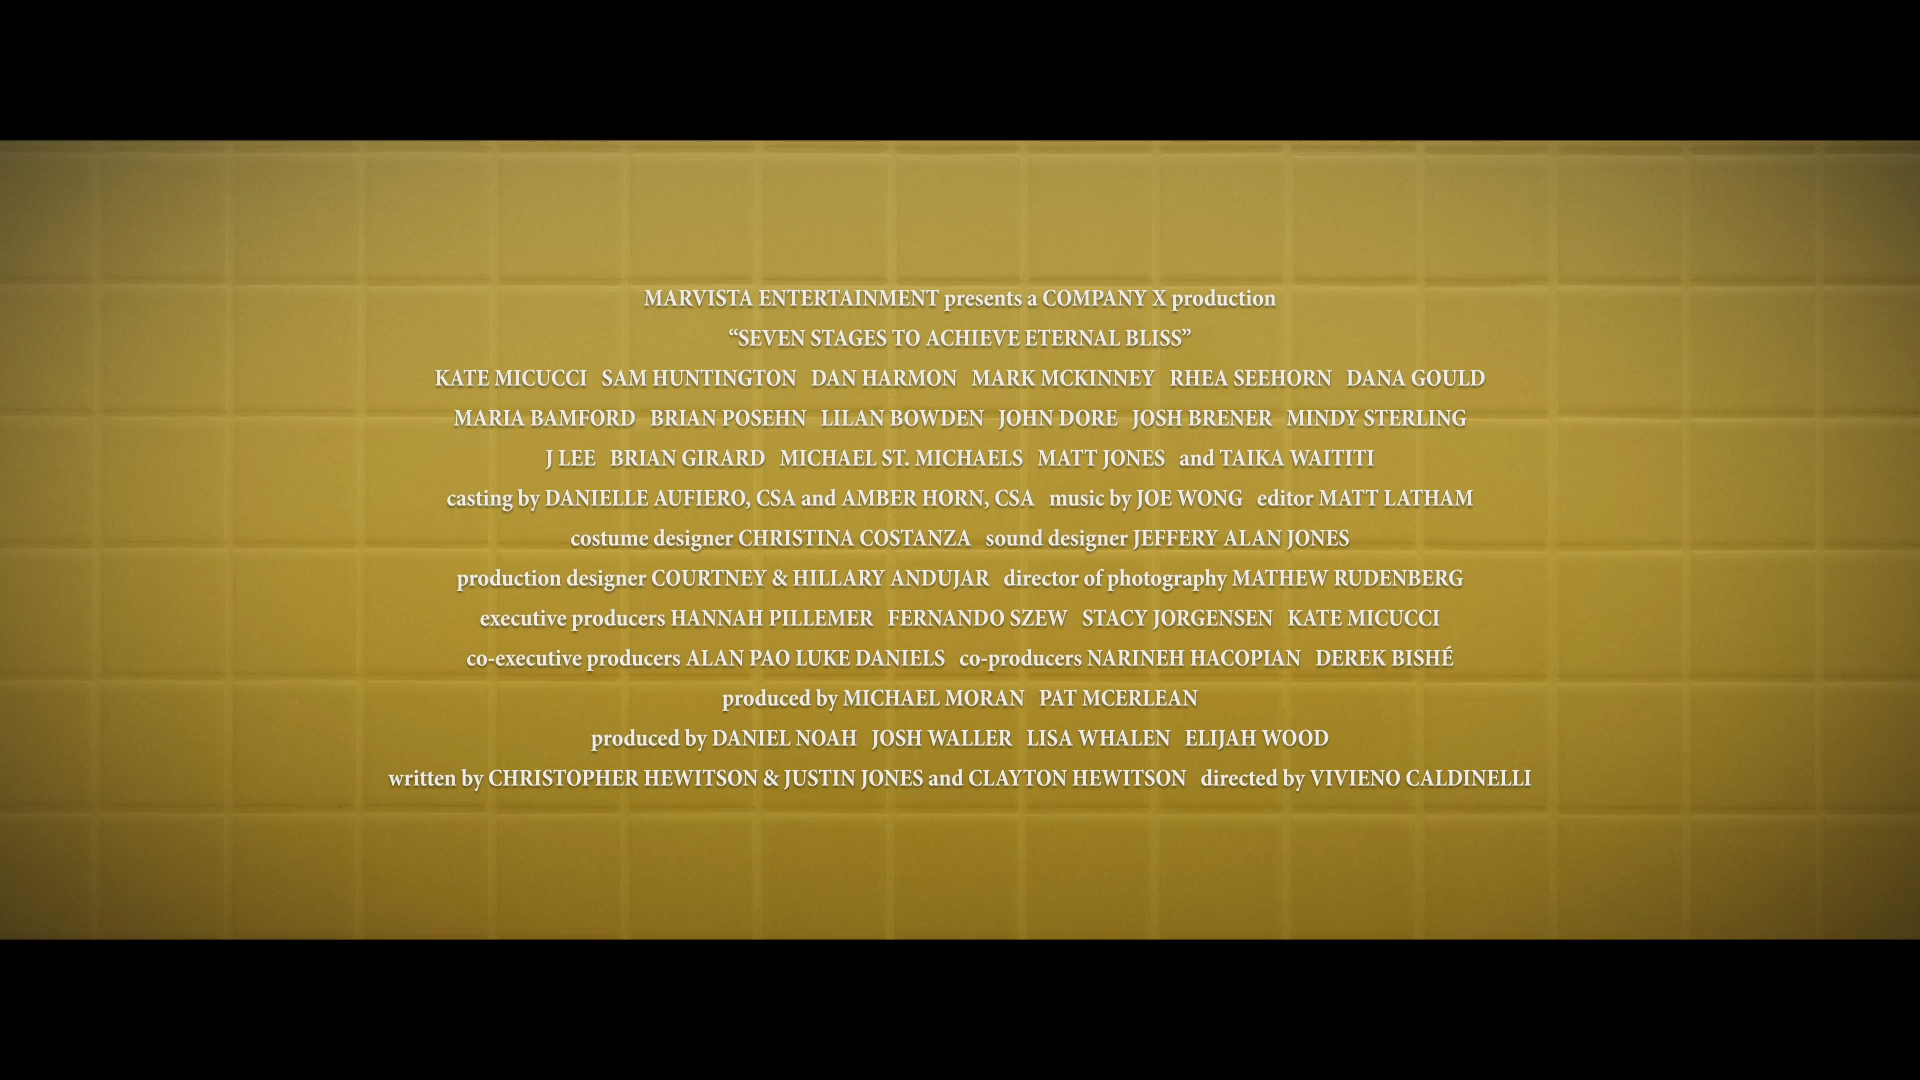 MARVISTA ENTERTAINMENT presents a COMPANY X production
“SEVEN STAGES TO ACHIEVE ETERNAL BLISS”
KATE MICUCCI SAM HUNTINGTON DAN HARMON MARK MCKINNEY RHEA SEEHORN DANA GOULD
MARIA BAMFORD BRIAN POSEHN LILAN BOWDEN JOHN DORE JOSH BRENER MINDY STERLING
J LEE BRIAN GIRARD MICHAEL ST. MICHAELS MATT JONES and TAIKA WAITITI
casting by DANIELLE AUFIERO, CSA and AMBER HORN, CSA music by JOE WONG editor MATT LATHAM
costume designer CHRISTINA COSTANZA sound designer JEFFERY ALAN JONES
production designer COURTNEY & HILLARY ANDUJAR director of photography MATHEW RUDENBERG
executive producers HANNAH PILLEMER FERNANDO SZEW STACY JORGENSEN KATE MICUCCI
co-executive producers ALAN PAO LUKE DANIELS co-producers NARINEH HACOPIAN DEREK BISHÉ
produced by MICHAEL MORAN PAT MCERLEAN
produced by DANIEL NOAH JOSH WALLER LISA WHALEN ELIJAH WOOD
written by CHRISTOPHER HEWITSON & JUSTIN JONES and CLAYTON HEWITSON directed by VIVIENO CALDINELLI